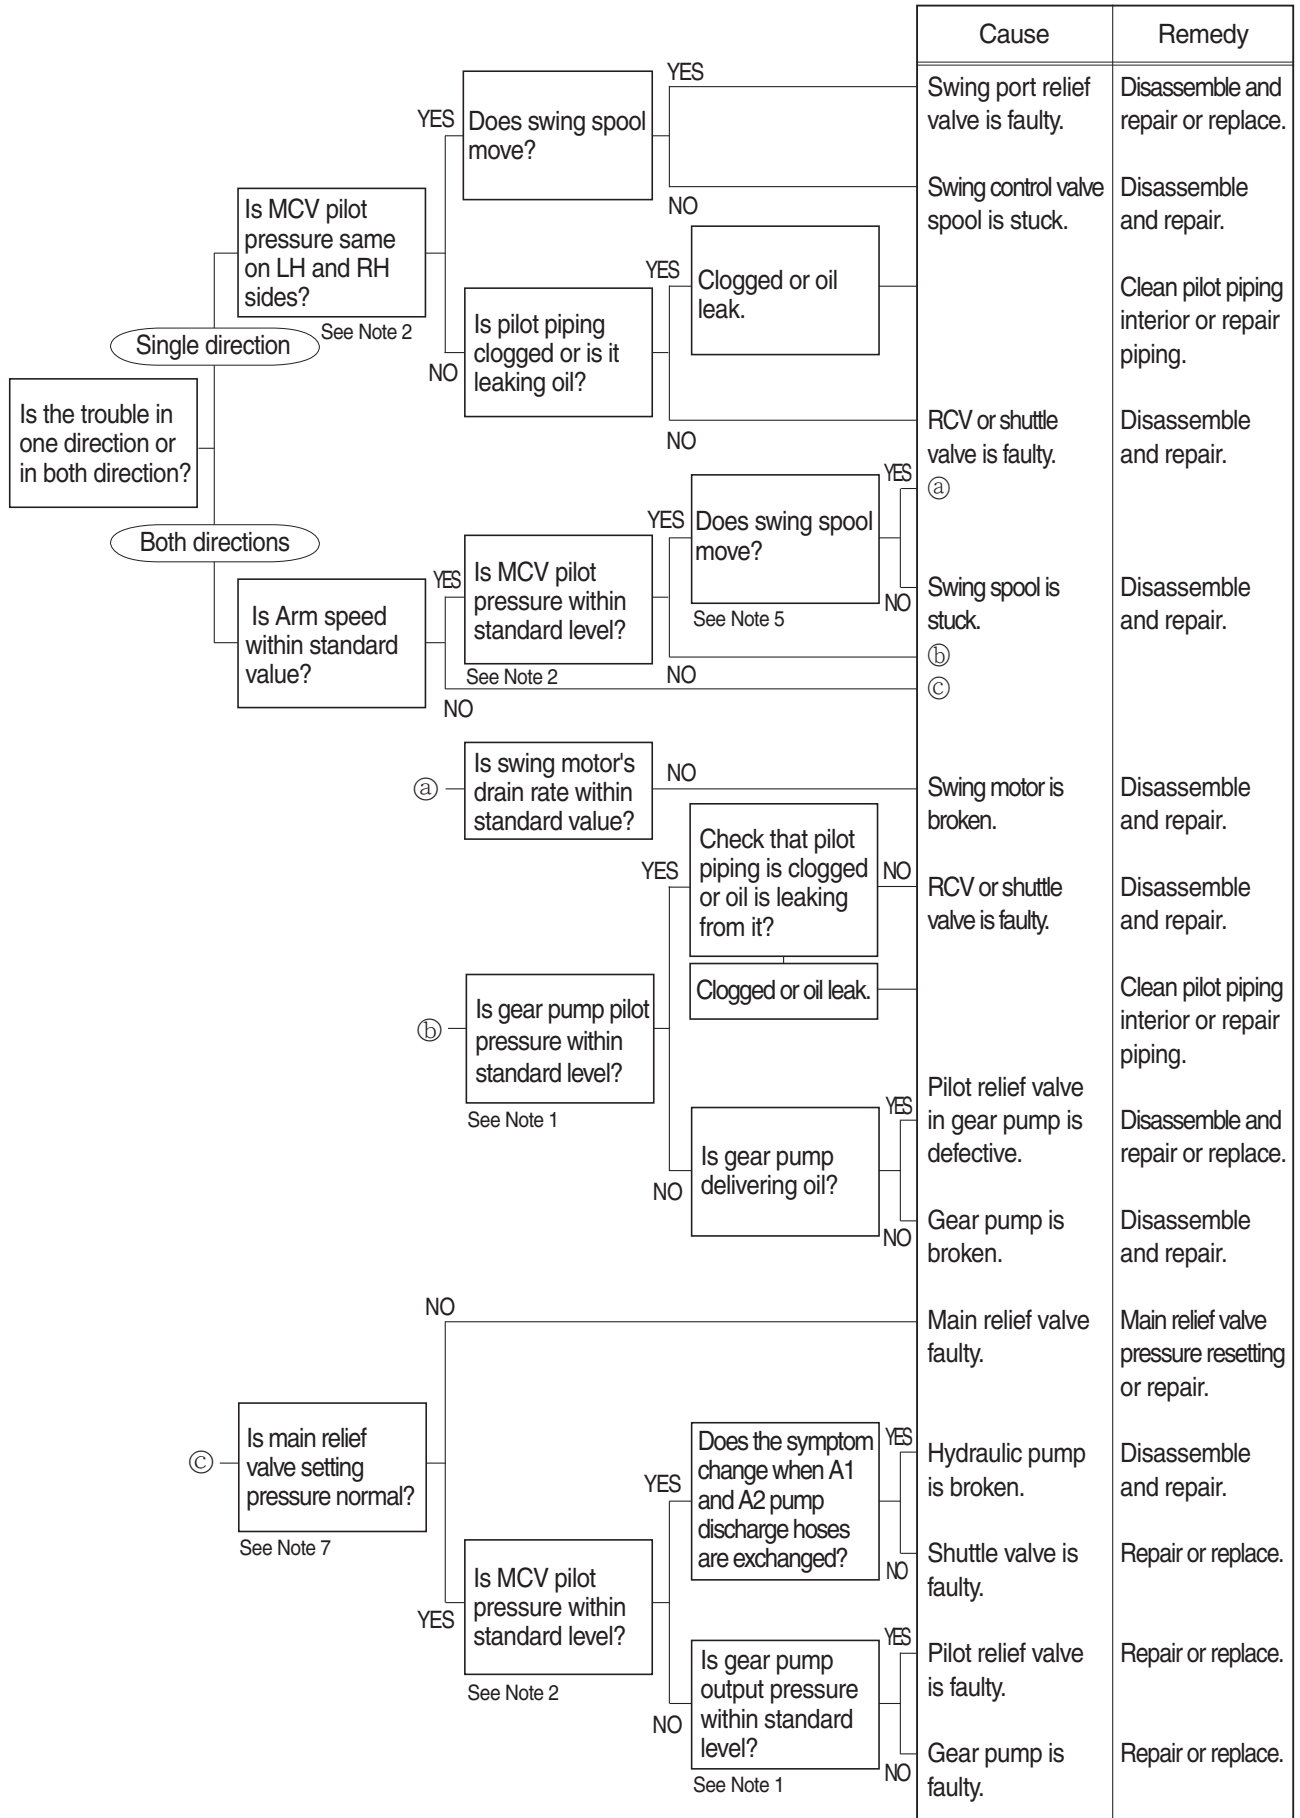 Cause
Remedy
YES
Swing port relief
valve is faulty.
Disassemble and
repair or replace.
YES
Does swing spool
move?
NO
Swing control valve
spool is stuck.
Disassemble
and repair.
Is MCV pilot
pressure same
on LH and RH
sides?
See Note 2
YES
Clogged or oil
leak.
Clean pilot piping
interior or repair
piping.
Single direction
NO
Is pilot piping
clogged or is it
leaking oil?
NO
RCV or shuttle
valve is faulty.
Disassemble
and repair.
Is the trouble in
one direction or
in both direction?
Both directions
YES
ⓐ
YES
Does swing spool
move?
See Note 5
NO
Swing spool is
stuck.
Disassemble
and repair.
YES
Is MCV pilot
pressure within
standard level?
See Note 2
NO
ⓑ
Is Arm speed
within standard
value?
NO
ⓒ
ⓐ
Is swing motor's
drain rate within
standard value?
NO
Swing motor is
broken.
Disassemble
and repair.
YES
Check that pilot
piping is clogged
or oil is leaking
from it?
NO
RCV or shuttle
valve is faulty.
Disassemble
and repair.
Clogged or oil leak.
Clean pilot piping
interior or repair
piping.
ⓑ
Is gear pump pilot
pressure within
standard level?
See Note 1
YES
Pilot relief valve
in gear pump is
defective.
Disassemble and
repair or replace.
NO
Is gear pump
delivering oil?
NO
Gear pump is
broken.
Disassemble
and repair.
NO
Main relief valve
faulty.
Main relief valve
pressure resetting
or repair.
ⓒ
Is main relief
valve setting
pressure normal?
See Note 7
YES
Does the symptom
change when A1
and A2 pump
discharge hoses
are exchanged?
YES
Hydraulic pump
is broken.
Disassemble
and repair.
NO
Shuttle valve is
faulty.
Repair or replace.
YES
Is MCV pilot
pressure within
standard level?
See Note 2
NO
Is gear pump
output pressure
within standard
level?
See Note 1
YES
Pilot relief valve
is faulty.
Repair or replace.
NO
Gear pump is
faulty.
Repair or replace.